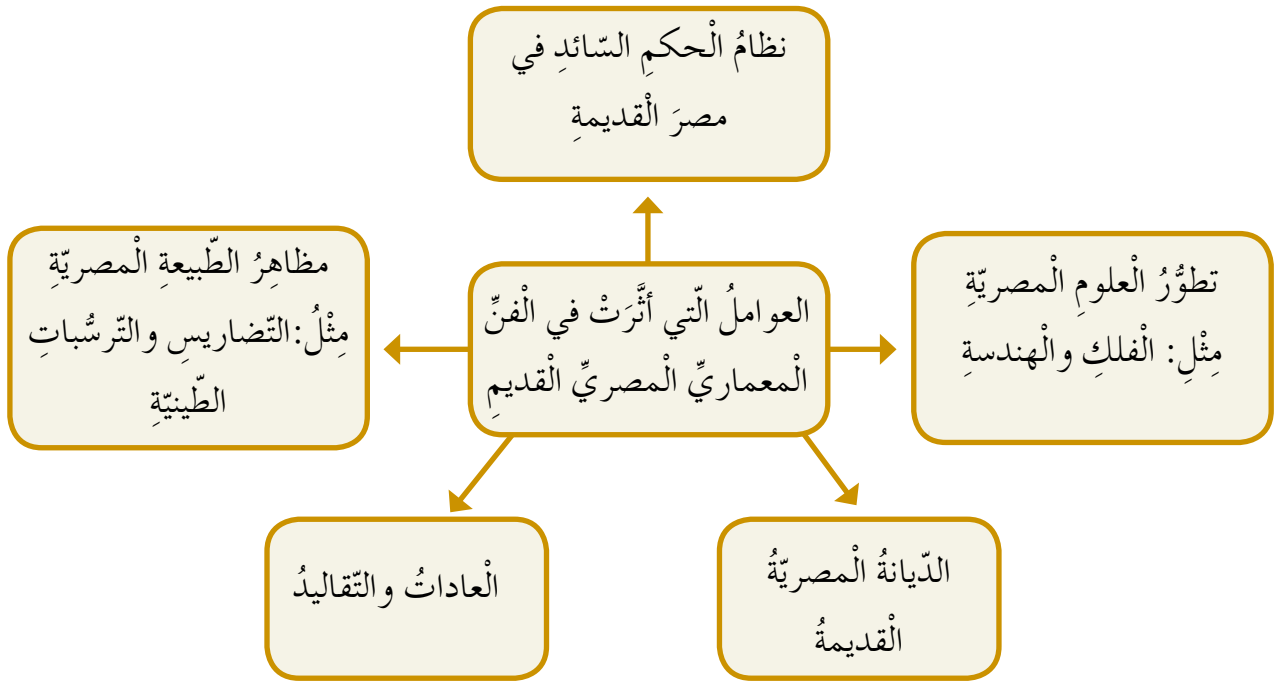 نظامُ الْحكمِ السّائدِ في
مصرَ الْقديمةِ
تطوُّرُ الْعلومِ الْمصريّةِ
مِثْلِ: الْفلكِ والْهندسةِ
العواملُ الّتي أثَّرَتْ في الْفنِّ
الْمعماريِّ الْمصريِّ الْقديمِ
مظاهِرُ الطّبيعةِ الْمصريّةِ
مِثْلُ:التّضاريسِ والتّرسُّباتِ
الطّينيّةِ
الدّيانةُ الْمصريّةُ
الْقديمةُ
الْعاداتُ والتّقاليدُ